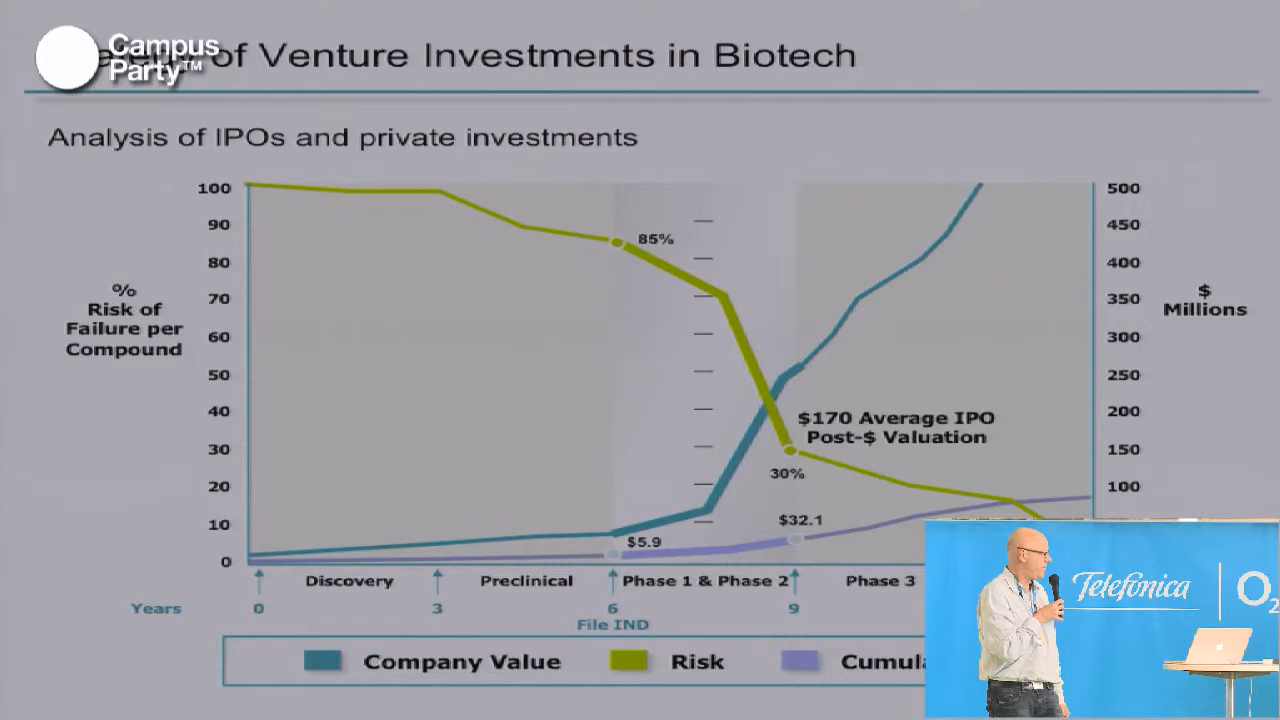 Campus
Party™
of Venture Investments in Biotech
Analysis of IPOs and private investments
%
Risk of
Failure per
Compound
100
90
80
70
60
50
40
30
20
10
0
85%
30%
$170 Average IPO
Post-$ Valuation
$5.9
$32.1
$
Millions
500
450
400
350
300
250
200
150
100
Discovery
Preclinical
Phase 1 & Phase 2
Phase 3
Years
0
3
6
9
File IND
Company Value
Risk
Telefónica
O2